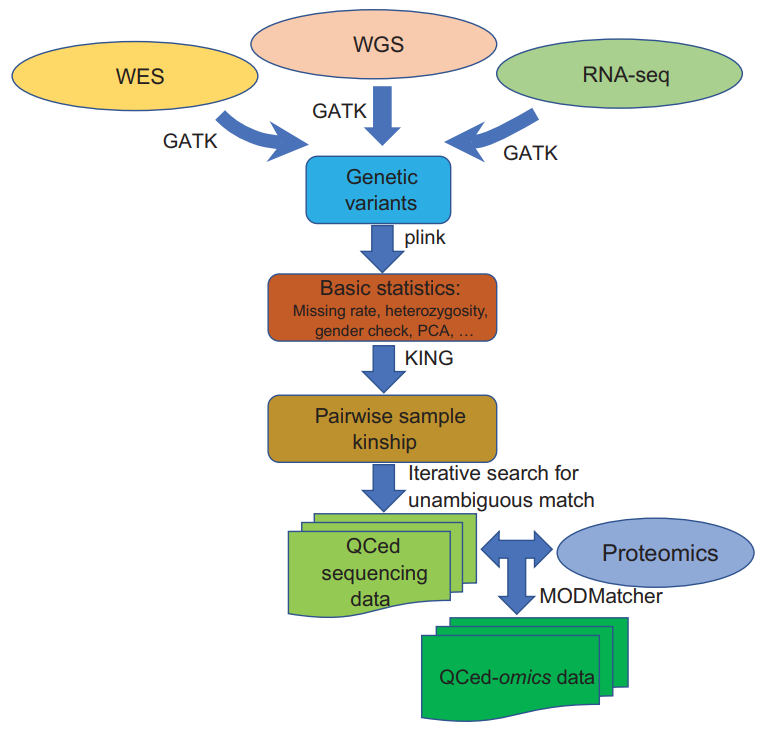 WES
WGS
RNA-seq
GATK
GATK
GATK
Genetic
variants
plink
Basic statistics:
Missing rate, heterozygosity,
gender check, PCA, ...
KING
Pairwise sample
kinship
Iterative search for
unambiguous match
QCed
sequencing
data
Proteomics
MODMatcher
QCed-omics data